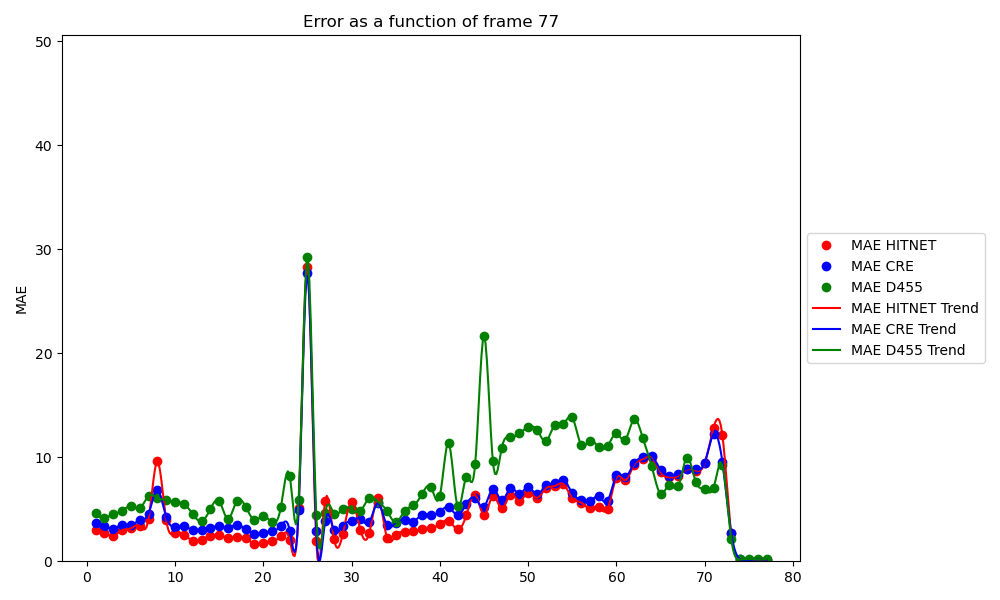 Error as a function of frame 77
50
40
30
20
10
0
MAE
0 10 20 30 40 50 60 70 80
MAE HITNET
MAE CRE
MAE D455
MAE HITNET Trend
MAE CRE Trend
MAE D455 Trend